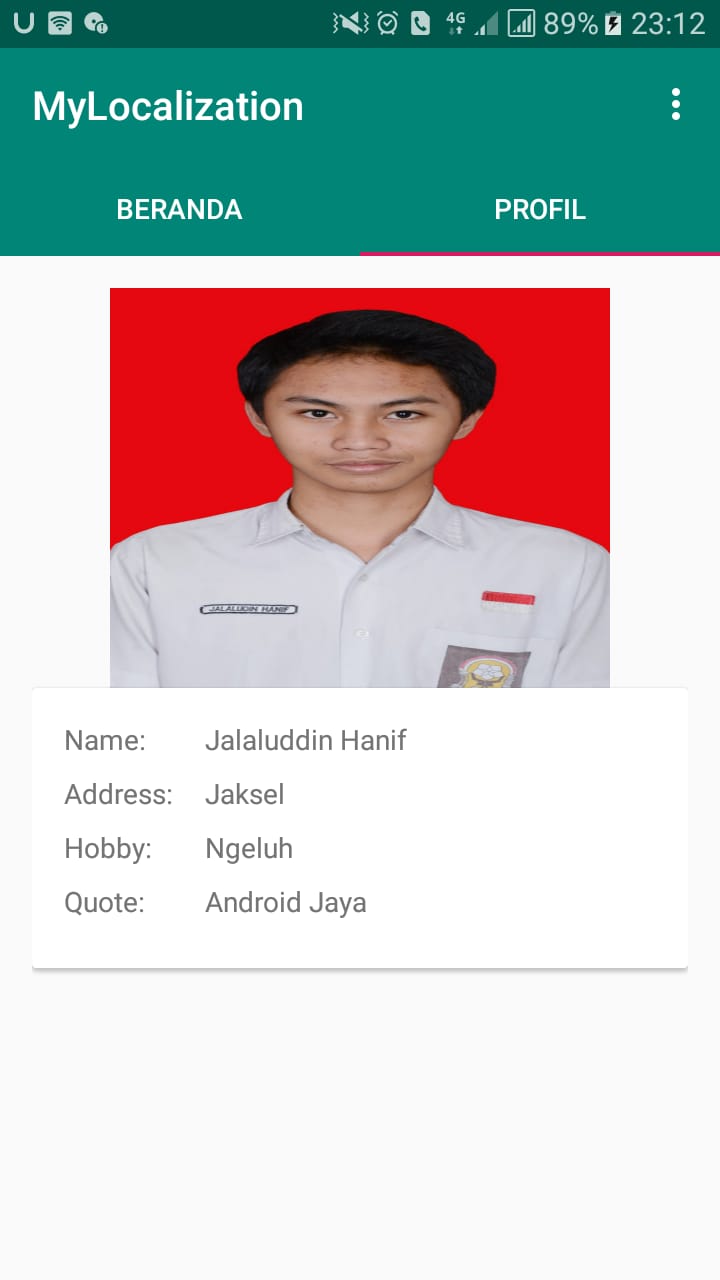 4G 89% 23:12
MyLocalization
BERANDA PROFIL
JALALUDIN HANIF
Name: Jalaluddin Hanif
Address: Jaksel
Hobby: Ngeluh
Quote: Android Jaya